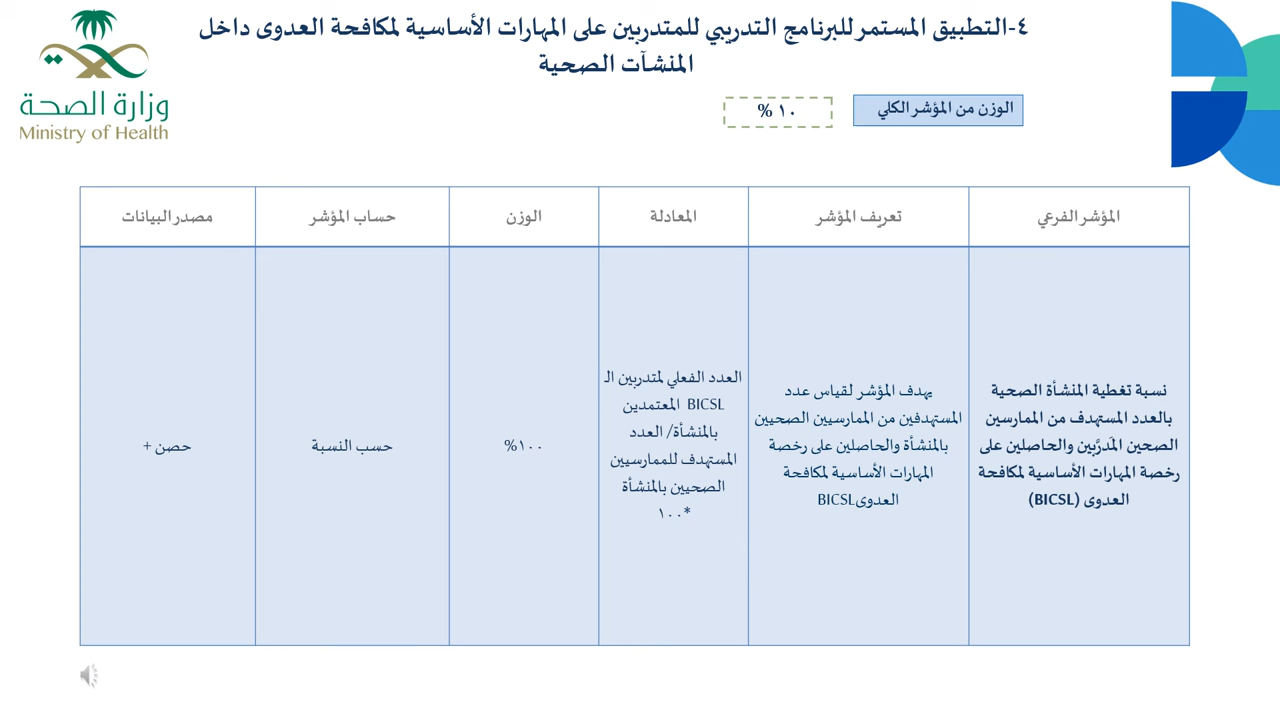 ٤-التطبيق المستمر للبرنامج التدريبي للمتدربين على المهارات الأساسية لمكافحة العدوى داخل
المنشآت الصحية
وزارة الصحة
Ministry of Health
الوزن من المؤشر الكلي
١٠ %
المؤشر الفرعي
تعريف المؤشر
المعادلة
الوزن
حساب المؤشر
مصدر البيانات
نسبة تغطية المنشأة الصحية
بالعدد المستهدف من الممارسين
الصحين المُدرَّبين والحاصلين على
رخصة المهارات الأساسية لمكافحة
العدوى (BICSL)
يهدف المؤشر لقياس عدد
المستهدفين من الممارسيين الصحيين
بالمنشأة والحاصلين على رخصة
المهارات الأساسية لمكافحة
العدوىBICSL
العدد الفعلي لمتدربين الـ
BICSL المعتمدين
بالمنشأة/ العدد
المستهدف للممارسيين
الصحيين بالمنشأة
*١٠٠
١٠٠%
حسب النسبة
حصن +